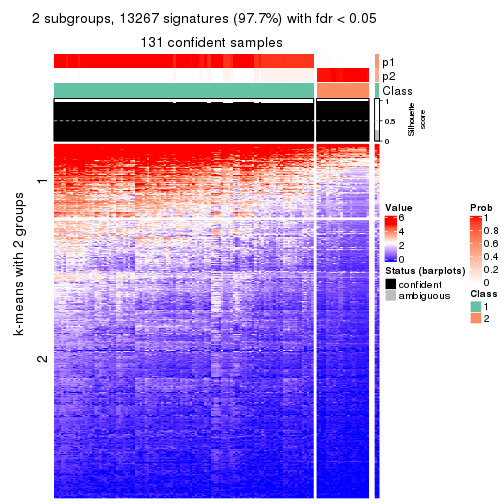 2 subgroups, 13267 signatures (97.7%) with fdr < 0.05
131 confident samples
p1
p2
Class
1
0.5
0
Silhouette
score
k-means with 2 groups
1
2
Value
6
4
2
0
Status (barplots)
confident
ambiguous
Prob
1
0.8
0.6
0.4
0.2
0
Class
1
2